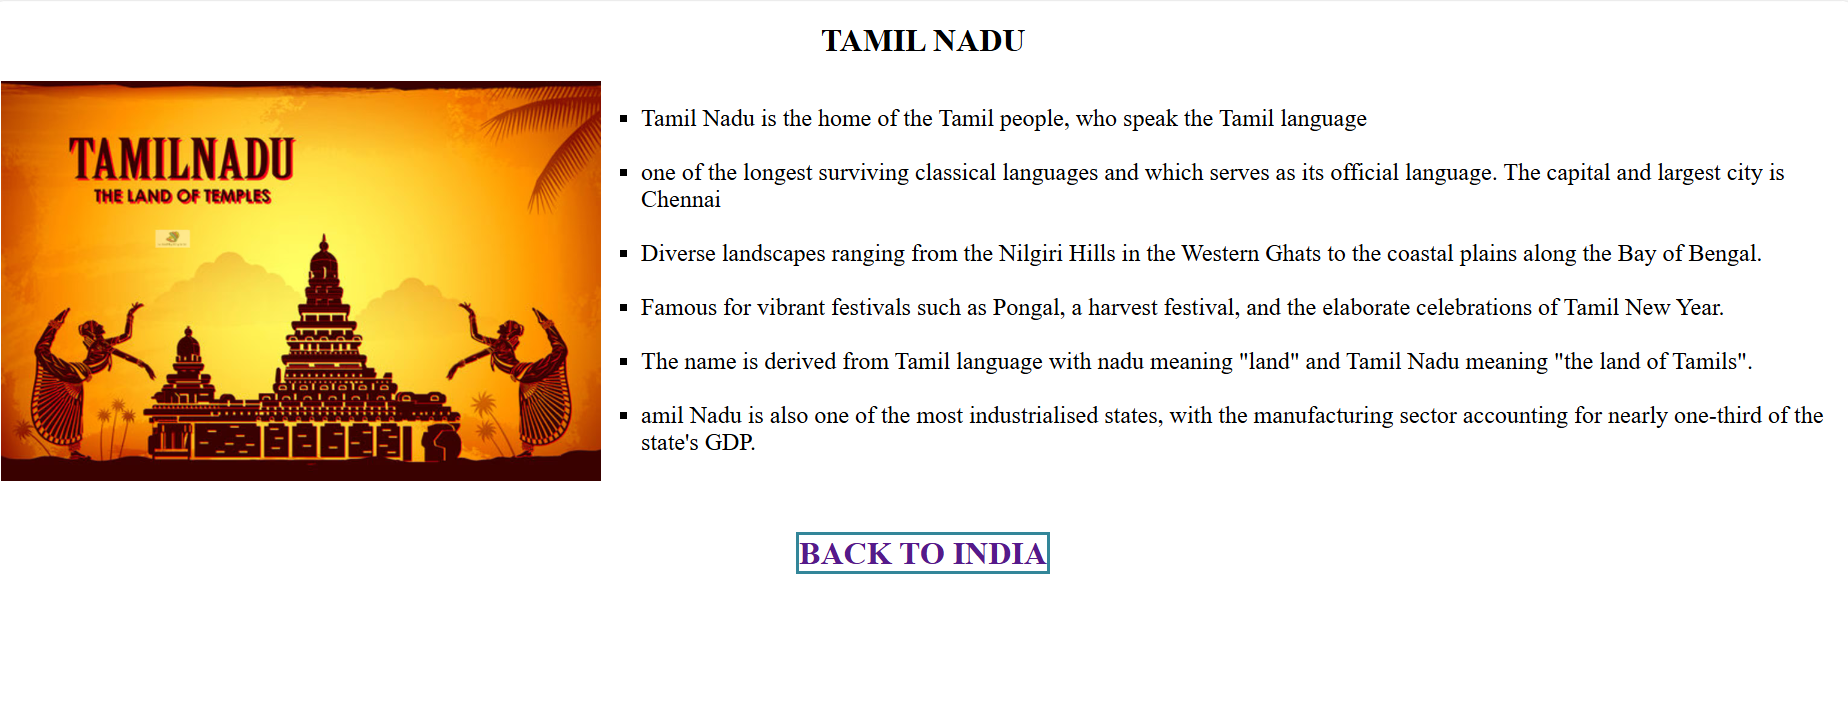 TAMIL NADU
TAMILNADU
THE LAND OF TEMPLES
Tamil Nadu is the home of the Tamil people, who speak the Tamil language
one of the longest surviving classical languages and which serves as its official language. The capital and largest city is
Chennai
Diverse landscapes ranging from the Nilgiri Hills in the Western Ghats to the coastal plains along the Bay of Bengal.
Famous for vibrant festivals such as Pongal, a harvest festival, and the elaborate celebrations of Tamil New Year.
The name is derived from Tamil language with nadu meaning "land" and Tamil Nadu meaning "the land of Tamils".
amil Nadu is also one of the most industrialised states, with the manufacturing sector accounting for nearly one-third of the
state's GDP.
BACK TO INDIA